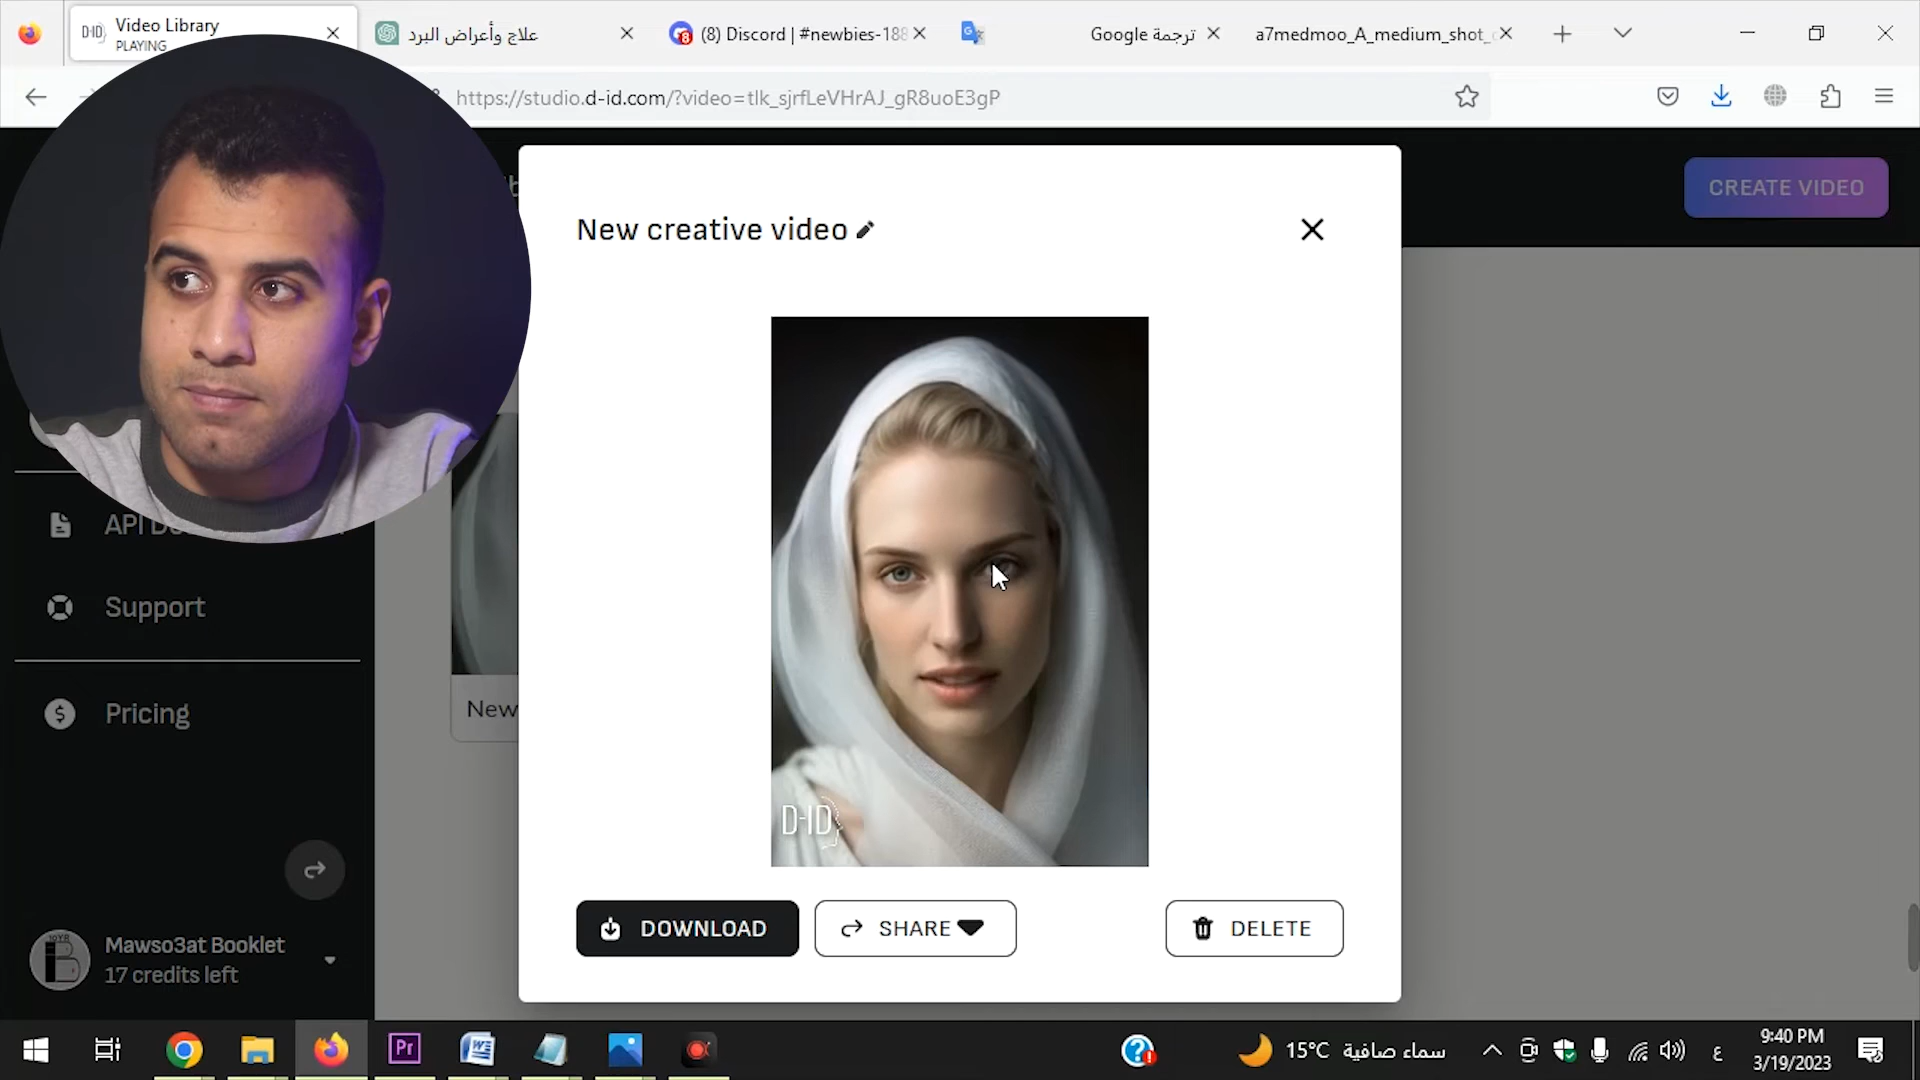 Video Library
PLAYING
علاج وأعراض البرد
(8) Discord | #newbies-188
ترجمة Google
a7medmoo_A_medium_shot_
https://studio.d-id.com/?video=tlk_sjrfLeVHrAJ_gR8uoE3gP
CREATE VIDEO
New creative video
D-ID
API
Support
New
Pricing
DOWNLOAD
SHARE
DELETE
Mawso3at Booklet
17 credits left
Pr
15°C سماء صافية
ع
9:40 PM
3/19/2023